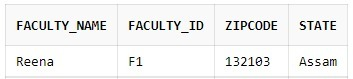 FACULTY_NAME FACULTY_ID ZIPCODE STATE
Reena F1 132103 Assam